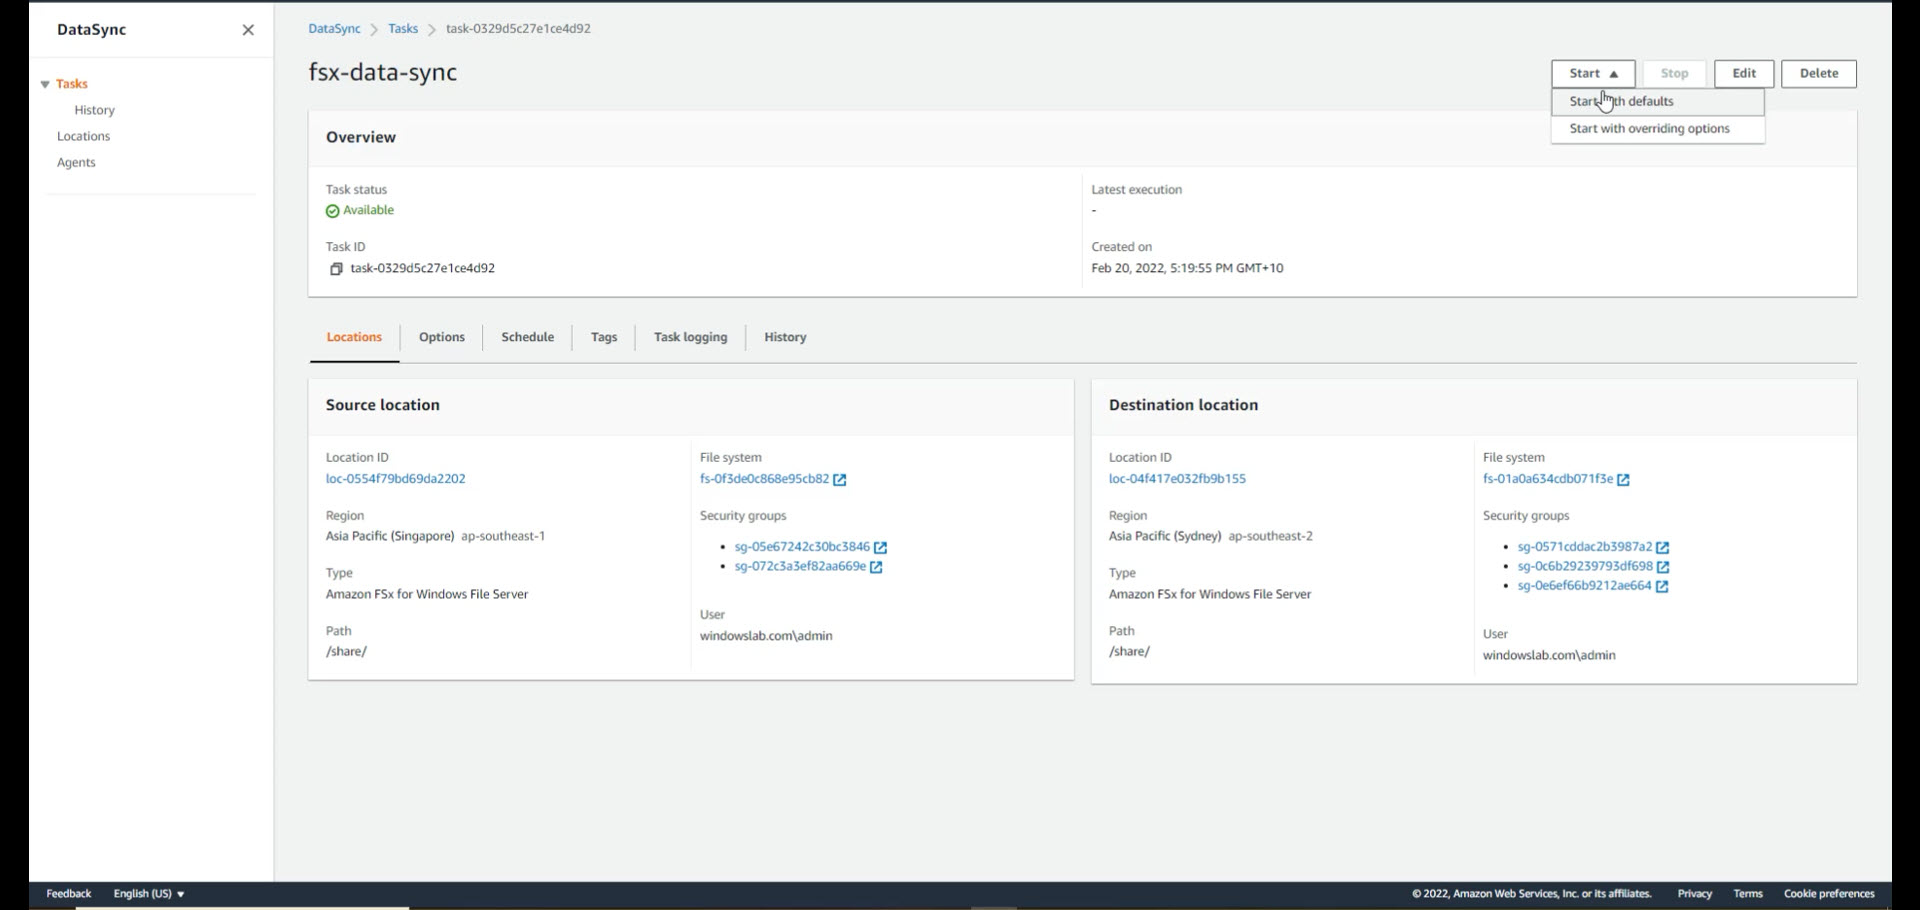 DataSync
Tasks
History
Locations
Agents
DataSync > Tasks > task-0329d5c27e1ce4d92
fsx-data-sync
Start Stop Edit Delete
Start with defaults
Start with overriding options
Overview
Task status
Available
Task ID
task-0329d5c27e1ce4d92
Latest execution
-
Created on
Feb 20, 2022, 5:19:55 PM GMT+10
Locations Options Schedule Tags Task logging History
Source location
Location ID
loc-0554f79bd69da2202
Region
Asia Pacific (Singapore) ap-southeast-1
Type
Amazon FSx for Windows File Server
Path
/share/
File system
fs-0f3de0c868e95cb82
Security groups
sg-05e67242c30bc3846
sg-072c3a3ef82aa669e
User
windowslab.com\admin
Destination location
Location ID
loc-04f417e032fb9b155
Region
Asia Pacific (Sydney) ap-southeast-2
Type
Amazon FSx for Windows File Server
Path
/share/
File system
fs-01a0a634cdb071f3e
Security groups
sg-0571cddac2b3987a2
sg-0c6b29239793df698
sg-0e6ef66b9212ae664
User
windowslab.com\admin
Feedback English (US) © 2022, Amazon Web Services, Inc. or its affiliates. Privacy Terms Cookie preferences